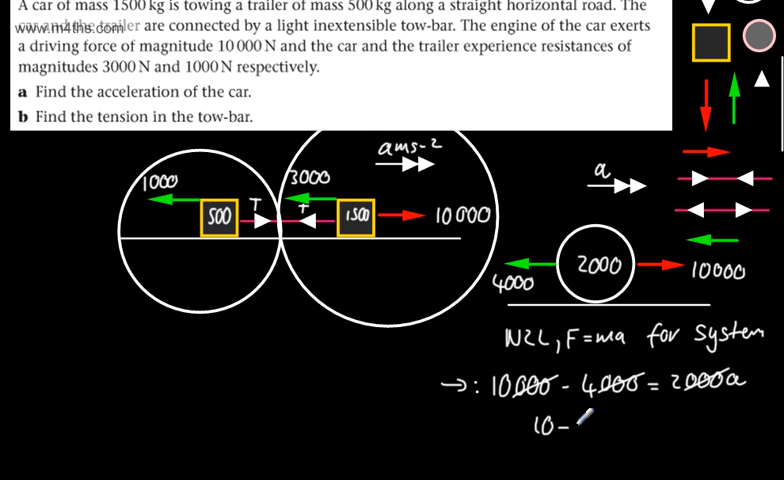 A car of mass 1500 kg is towing a trailer of mass 500 kg along a straight horizontal road. The
www.m4ths.com trailer are connected by a light inextensible tow-bar. The engine of the car exerts
a driving force of magnitude 10 000 N and the car and the trailer experience resistances of
magnitudes 3000 N and 1000 N respectively.
a Find the acceleration of the car.
b Find the tension in the tow-bar.
ams-2
1000
3000
a
500
T
T
1500
10 000
4000
2000
10000
N2L, F=ma for system
→: 10000 - 4000 = 2000a
10 -